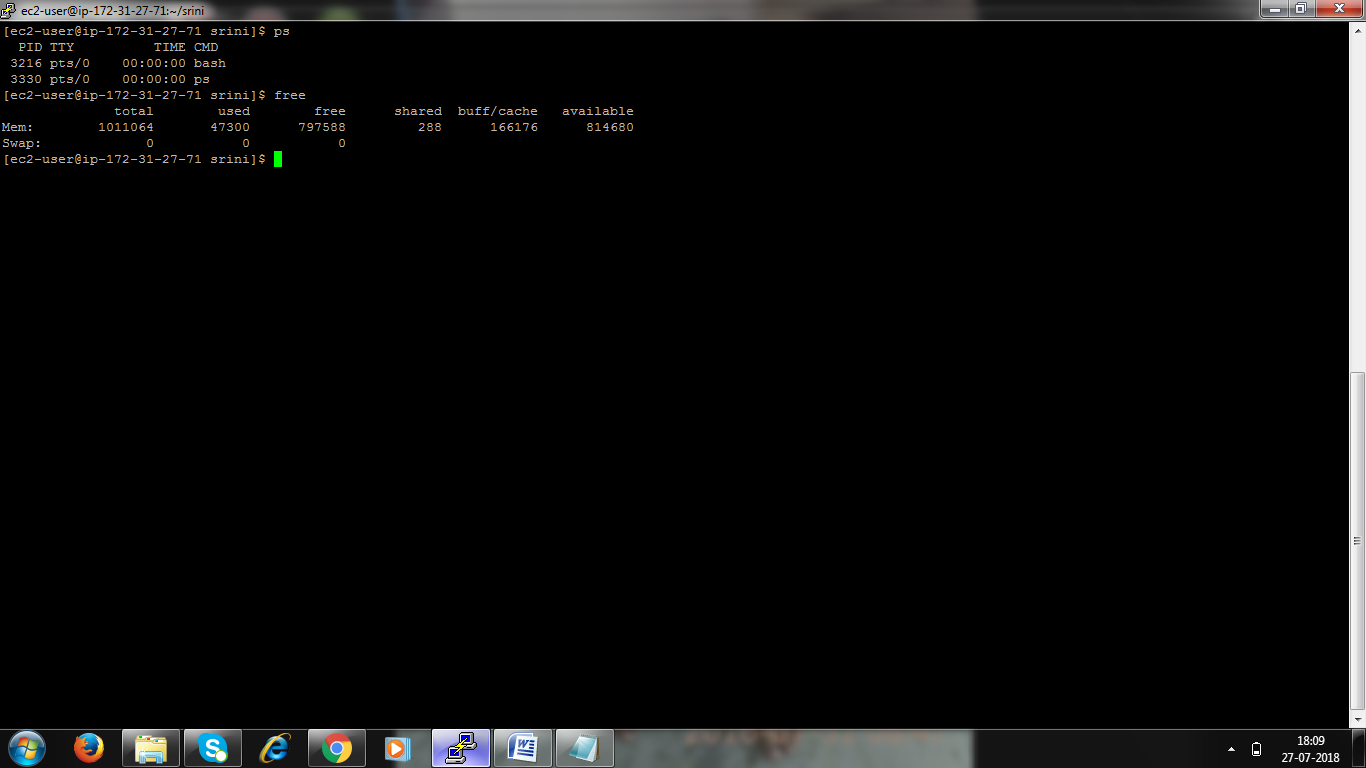 ec2-user@ip-172-31-27-71:~/srini
[ec2-user@ip-172-31-27-71 srini]$ ps
  PID TTY          TIME CMD
 3216 pts/0    00:00:00 bash
 3330 pts/0    00:00:00 ps
[ec2-user@ip-172-31-27-71 srini]$ free
              total        used        free      shared  buff/cache   available
Mem:        1011064       47300      797588         288      166176      814680
Swap:             0           0           0
[ec2-user@ip-172-31-27-71 srini]$
18:09
27-07-2018